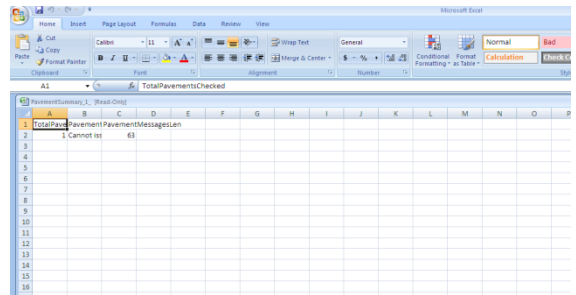 Microsoft Excel
Home Insert Page Layout Formulas Data Review View
Cut
Copy
Format Painter
Paste
Calibri 11 A A
B I U A
Wrap Text
Merge & Center
General
$ % ,
Conditional Formatting
Format as Table
Normal Bad
Calculation Check Ce
Clipboard Font Alignment Number Styl
A1 fx TotalPavementsChecked
PavementSummary_1_ [Read-Only]
A B C D E F G H I J K L M N O P
1 TotalPave Pavement PavementMessagesLen
2 1 Cannot iss 63
3
4
5
6
7
8
9
10
11
12
13
14
15
16